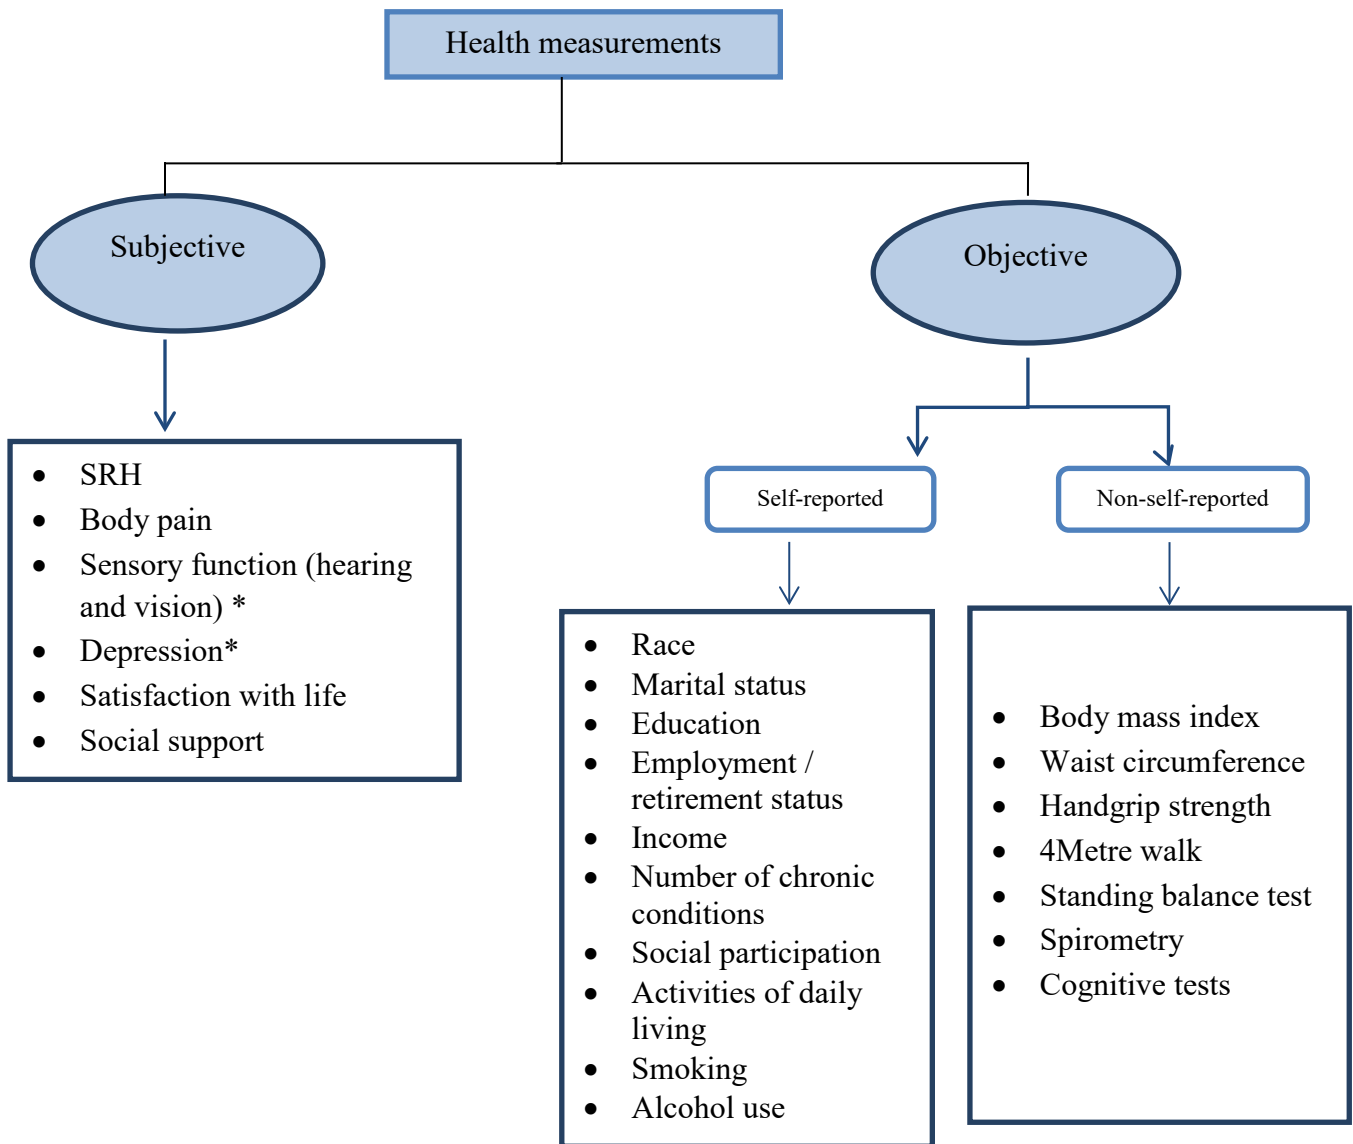 Health measurements
Subjective
Objective
• SRH
• Body pain
• Sensory function (hearing
and vision) *
• Depression*
• Satisfaction with life
• Social support
Self-reported
Non-self-reported
• Race
• Marital status
• Education
• Employment /
retirement status
• Income
• Number of chronic
conditions
• Social participation
• Activities of daily
living
• Smoking
• Alcohol use
• Body mass index
• Waist circumference
• Handgrip strength
• 4Metre walk
• Standing balance test
• Spirometry
• Cognitive tests